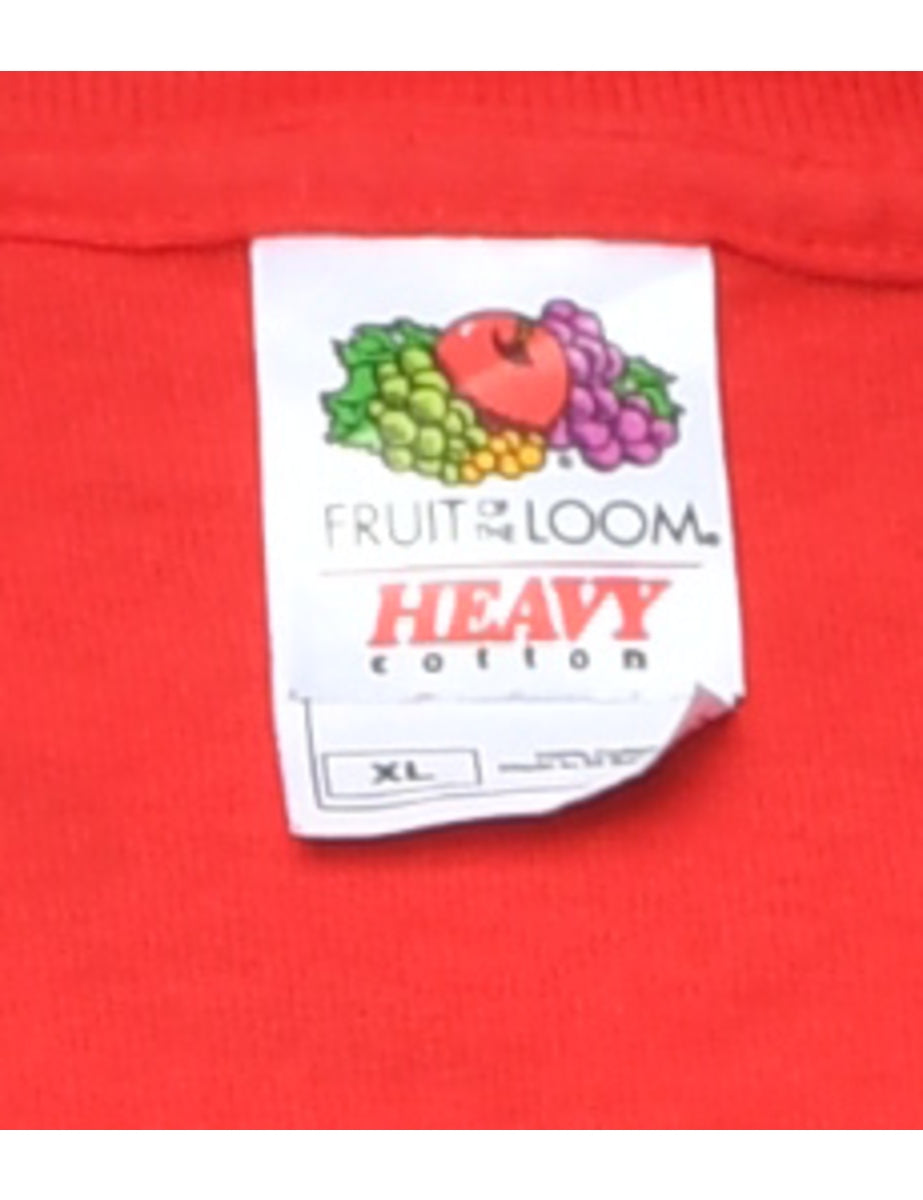 ®
FRUIT OF THE LOOM®
HEAVY
cotton
XL